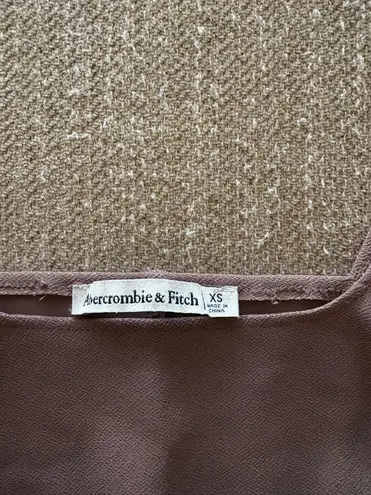 Abercrombie & Fitch
XS
MADE IN
CHINA